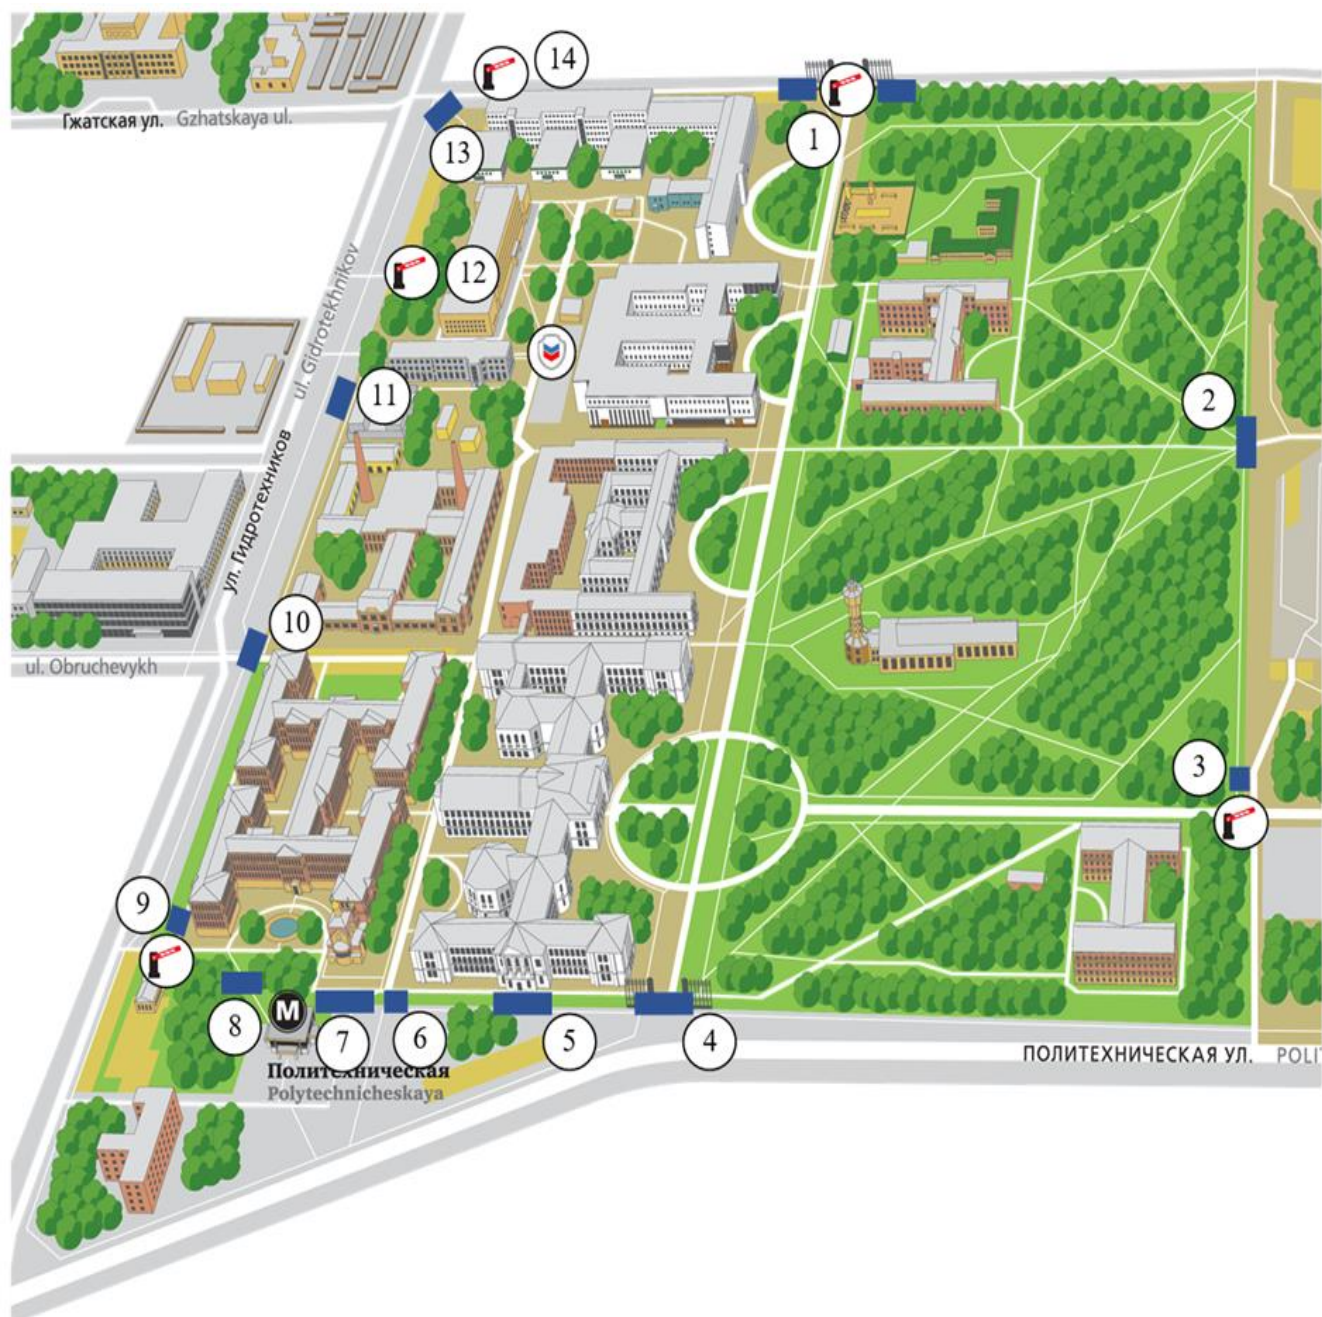 14
Гжатская ул. Gzhatskaya ul.
1
13
12
ul. Gidrotekhnikov
ул. Гидротехников
11
2
10
ul. Obruchevykh
3
9
8
M
7
6
5
4
Политехническая
Polytechnicheskaya
ПОЛИТЕХНИЧЕСКАЯ УЛ. POLI